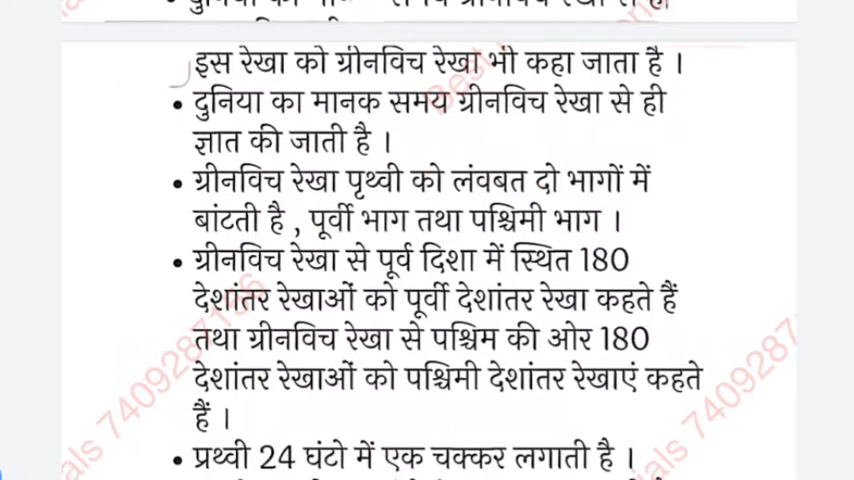 इस रेखा को ग्रीनविच रेखा भी कहा जाता है ।
• दुनिया का मानक समय ग्रीनविच रेखा से ही
ज्ञात की जाती है ।
• ग्रीनविच रेखा पृथ्वी को लंवबत दो भागों में
बांटती है , पूर्वी भाग तथा पश्चिमी भाग ।
• ग्रीनविच रेखा से पूर्व दिशा में स्थित 180
देशांतर रेखाओं को पूर्वी देशांतर रेखा कहते हैं
तथा ग्रीनविच रेखा से पश्चिम की ओर 180
देशांतर रेखाओं को पश्चिमी देशांतर रेखाएं कहते
हैं ।
• प्रथ्वी 24 घंटो में एक चक्कर लगाती है ।